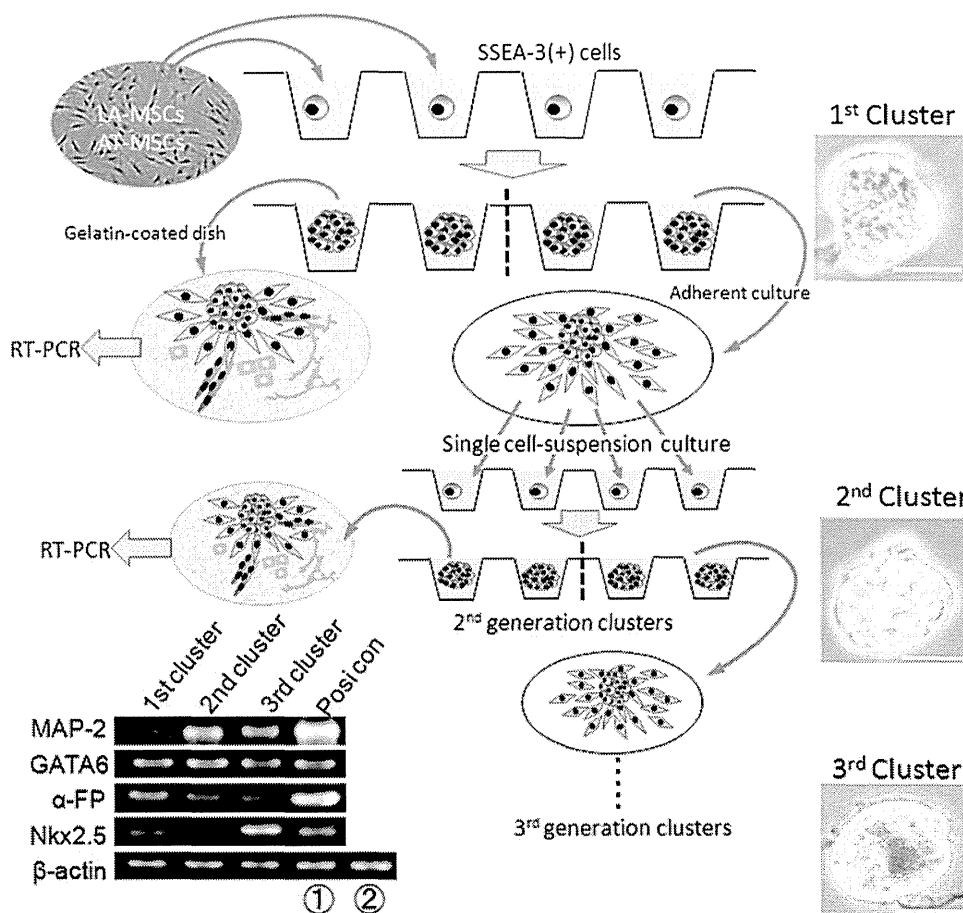 SSEA-3(+) cells
LA-MSCs
AT-MSCs
1st Cluster
Gelatin-coated dish
Adherent culture
RT-PCR
Single cell-suspension culture
2nd Cluster
RT-PCR
2nd generation clusters
1st cluster
2nd cluster
3rd cluster
Posi con
MAP-2
GATA6
α-FP
Nkx2.5
β-actin
① ②
3rd Cluster
3rd generation clusters